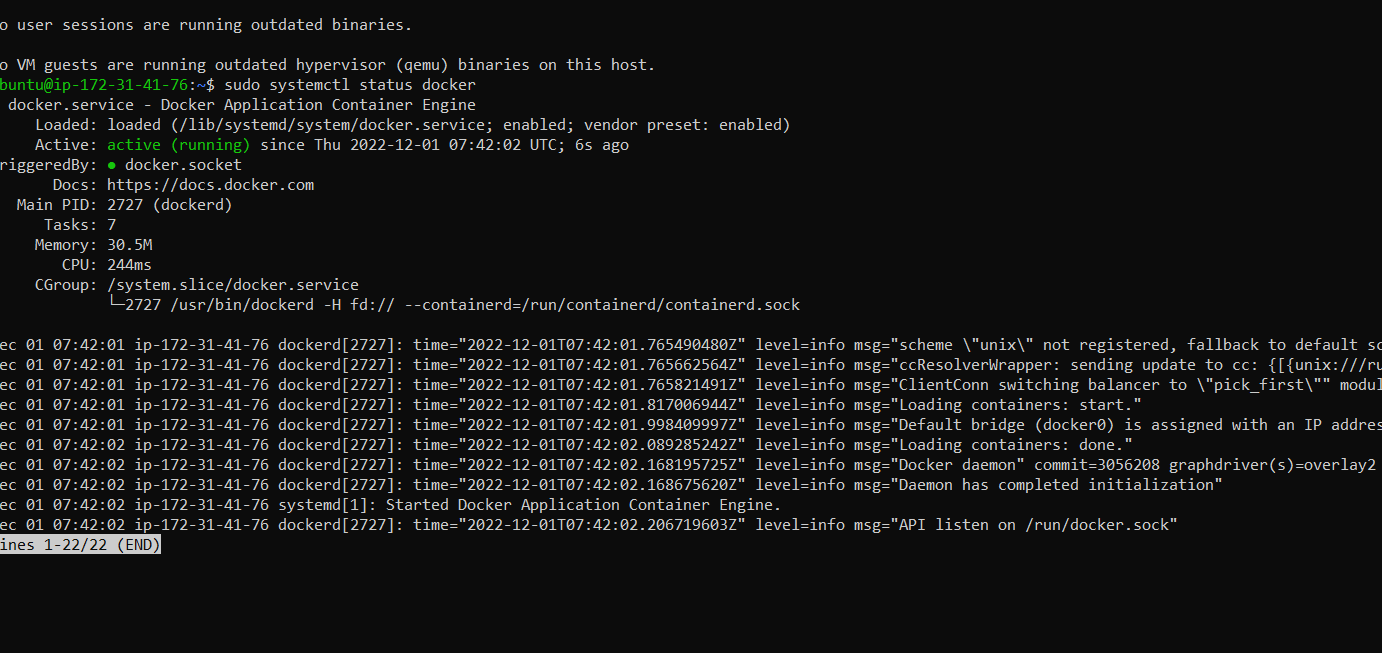 o user sessions are running outdated binaries.
o VM guests are running outdated hypervisor (qemu) binaries on this host.
buntu@ip-172-31-41-76:~$ sudo systemctl status docker
docker.service - Docker Application Container Engine
Loaded: loaded (/lib/systemd/system/docker.service; enabled; vendor preset: enabled)
Active: active (running) since Thu 2022-12-01 07:42:02 UTC; 6s ago
riggeredBy: ● docker.socket
Docs: https://docs.docker.com
Main PID: 2727 (dockerd)
Tasks: 7
Memory: 30.5M
CPU: 244ms
CGroup: /system.slice/docker.service
└─2727 /usr/bin/dockerd -H fd:// --containerd=/run/containerd/containerd.sock
ec 01 07:42:01 ip-172-31-41-76 dockerd[2727]: time="2022-12-01T07:42:01.765490480Z" level=info msg="scheme \"unix\" not registered, fallback to default sc
ec 01 07:42:01 ip-172-31-41-76 dockerd[2727]: time="2022-12-01T07:42:01.765662564Z" level=info msg="ccResolverWrapper: sending update to cc: {[{unix:///ru
ec 01 07:42:01 ip-172-31-41-76 dockerd[2727]: time="2022-12-01T07:42:01.765821491Z" level=info msg="ClientConn switching balancer to \"pick_first\"" modul
ec 01 07:42:01 ip-172-31-41-76 dockerd[2727]: time="2022-12-01T07:42:01.817006944Z" level=info msg="Loading containers: start."
ec 01 07:42:01 ip-172-31-41-76 dockerd[2727]: time="2022-12-01T07:42:01.998409997Z" level=info msg="Default bridge (docker0) is assigned with an IP addres
ec 01 07:42:02 ip-172-31-41-76 dockerd[2727]: time="2022-12-01T07:42:02.089285242Z" level=info msg="Loading containers: done."
ec 01 07:42:02 ip-172-31-41-76 dockerd[2727]: time="2022-12-01T07:42:02.168195725Z" level=info msg="Docker daemon" commit=3056208 graphdriver(s)=overlay2
ec 01 07:42:02 ip-172-31-41-76 dockerd[2727]: time="2022-12-01T07:42:02.168675620Z" level=info msg="Daemon has completed initialization"
ec 01 07:42:02 ip-172-31-41-76 systemd[1]: Started Docker Application Container Engine.
ec 01 07:42:02 ip-172-31-41-76 dockerd[2727]: time="2022-12-01T07:42:02.206719603Z" level=info msg="API listen on /run/docker.sock"
ines 1-22/22 (END)